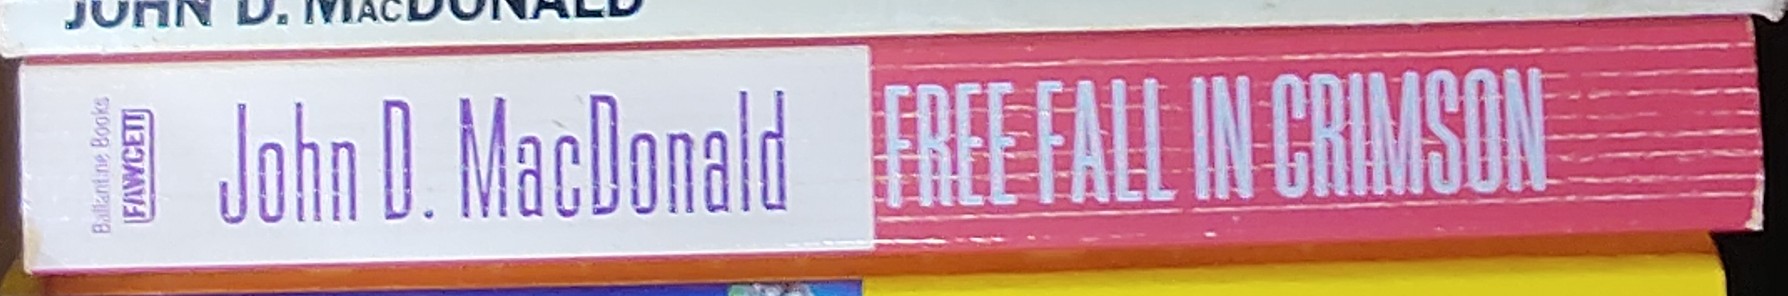 JOHN D. MACDONALD
Ballantine Books
FAWCETT
John D. MacDonald
FREE FALL IN CRIMSON